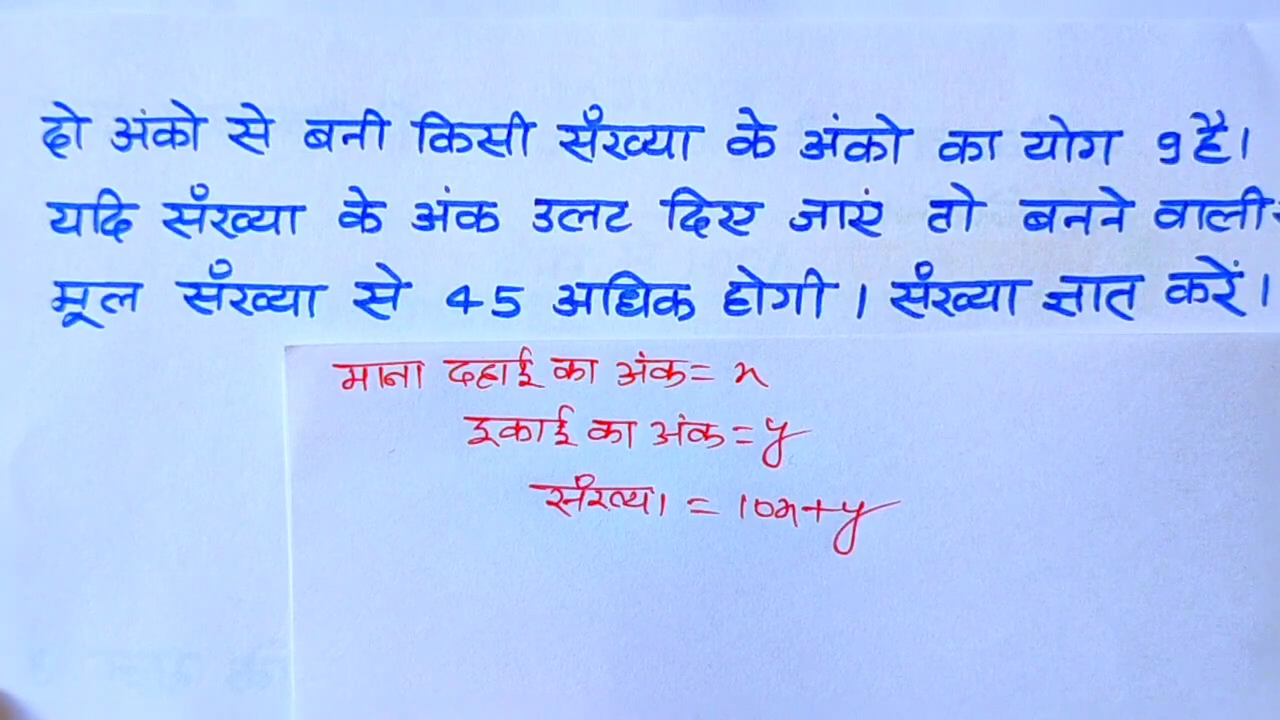 दो अंको से बनी किसी सँख्या के अंको का योग 9 है।
यदि सँख्या के अंक उलट दिए जाएं तो बनने वाली
मूल सँख्या से 45 अधिक होगी। सँख्या ज्ञात करें।
माना दहाई का अंक = x
इकाई का अंक = y
सँख्या = 10x+y